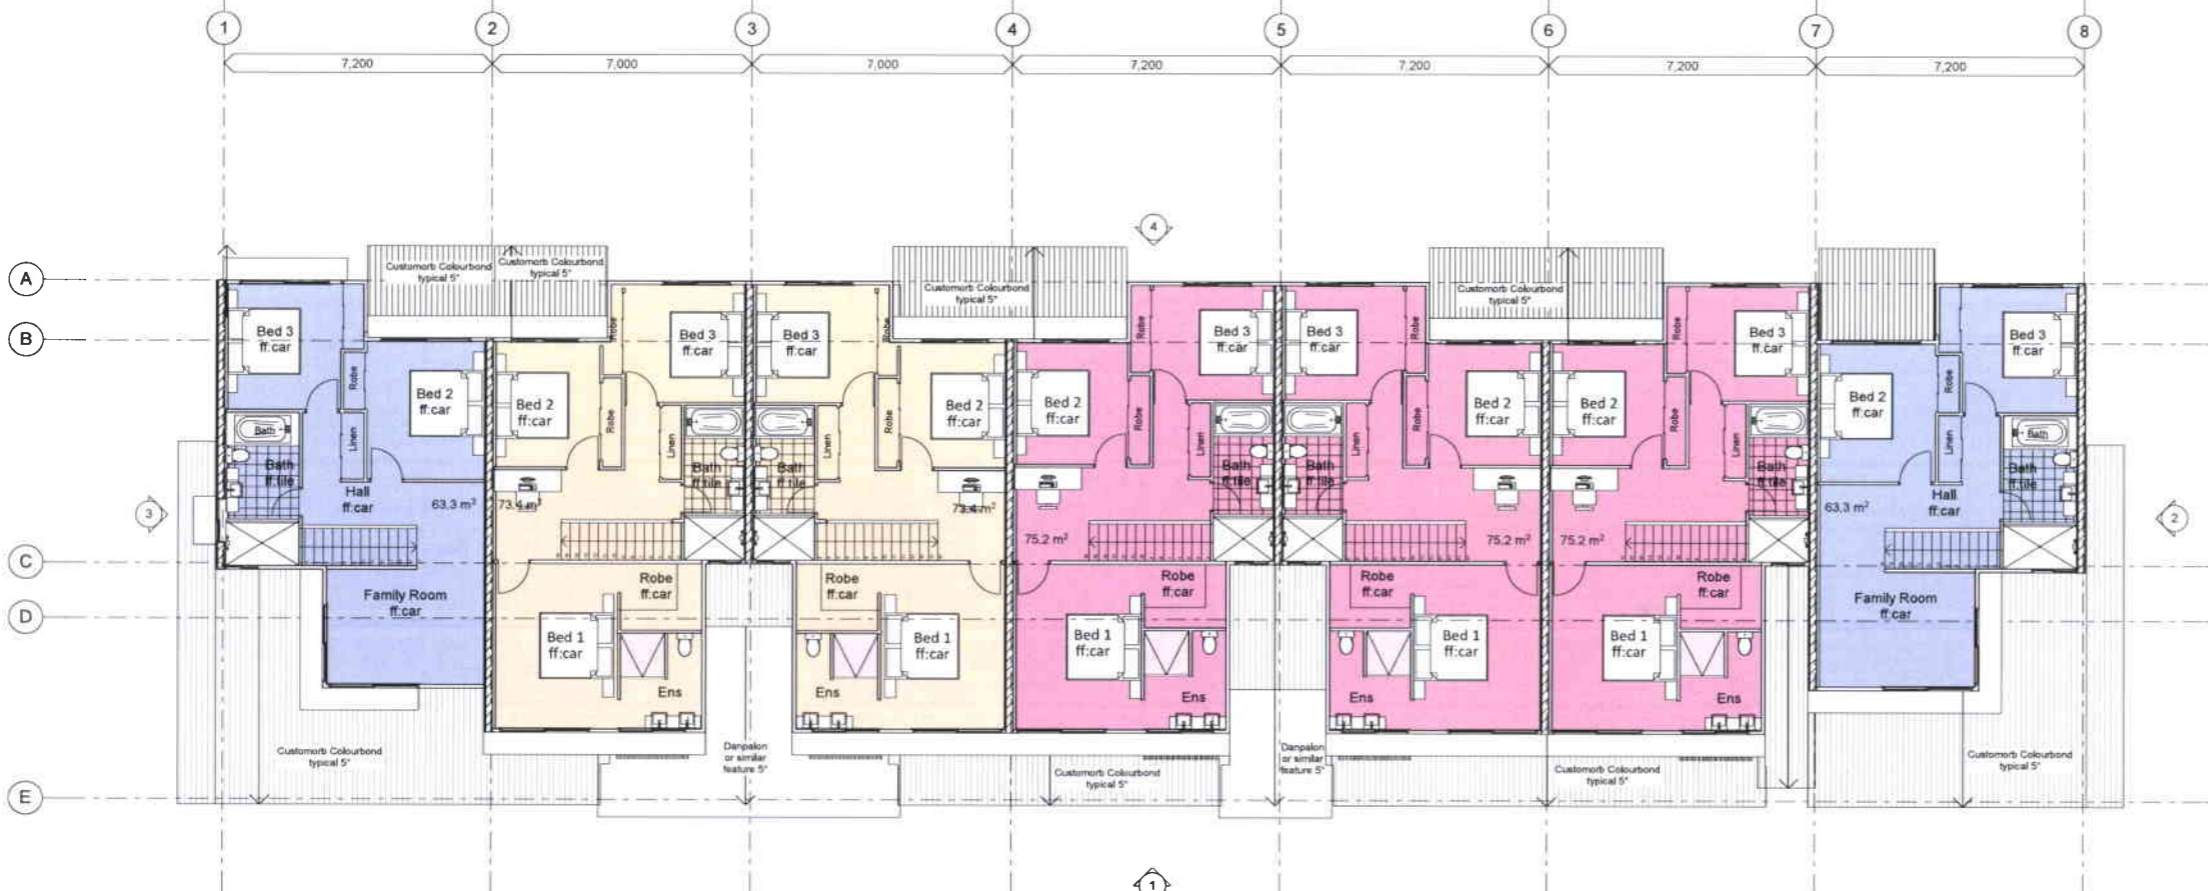 1 2 3 4 5 6 7 8
7,200 7,000 7,000 7,200 7,200 7,200 7,200
4
A
Customorb Colourbond
typical 5°
Customorb Colourbond
typical 5°
Customorb Colourbond
typical 5°
Customorb Colourbond
typical 5°
B
Bed 3
ff:car
Robe
Bed 2
ff:car
Linen
Bath
Bath
ff:tile
Hall
ff:car
63.3 m²
Family Room
ff:car
Robe
Bed 3
ff:car
Bed 2
ff:car
Robe
Linen
Bath
ff:tile
73.4 m²
Robe
ff:car
Bed 1
ff:car
Ens
Bed 3
ff:car
Robe
Bed 2
ff:car
Robe
Linen
Bath
ff:tile
73.4 m²
Robe
ff:car
Bed 1
ff:car
Ens
Robe
Bed 3
ff:car
Bed 2
ff:car
Robe
Linen
Bath
ff:tile
75.2 m²
Robe
ff:car
Bed 1
ff:car
Ens
Bed 3
ff:car
Robe
Bed 2
ff:car
Robe
Linen
Bath
ff:tile
75.2 m²
Robe
ff:car
Bed 1
ff:car
Ens
Robe
Bed 3
ff:car
Bed 2
ff:car
Robe
Linen
Bath
ff:tile
75.2 m²
Robe
ff:car
Bed 1
ff:car
Ens
Bed 3
ff:car
Bed 2
ff:car
Robe
Linen
Bath
Bath
ff:tile
Hall
ff:car
63.3 m²
Family Room
ff:car
3
2
C
D
Customorb Colourbond
typical 5°
Danpalon
or similar
feature 5°
Customorb Colourbond
typical 5°
Danpalon
or similar
feature 5°
Customorb Colourbond
typical 5°
Customorb Colourbond
typical 5°
E
1